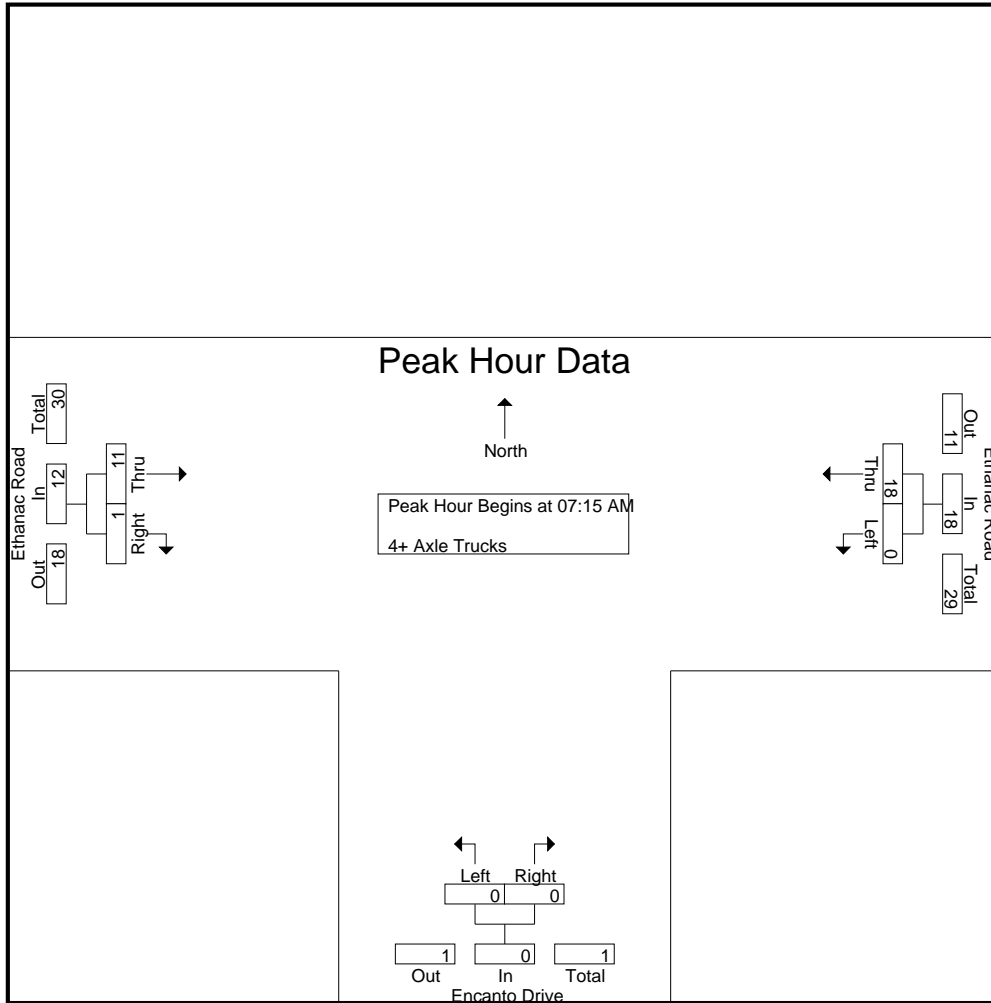 Peak Hour Data
North
Peak Hour Begins at 07:15 AM
4+ Axle Trucks
Ethanac Road
Total
30
In
12
Out
18
11
Thru
1
Right
Ethanac Road
Out
11
In
18
Total
29
Thru
18
Left
0
Left
Right
0
0
1
0
1
Out
In
Total
Encanto Drive